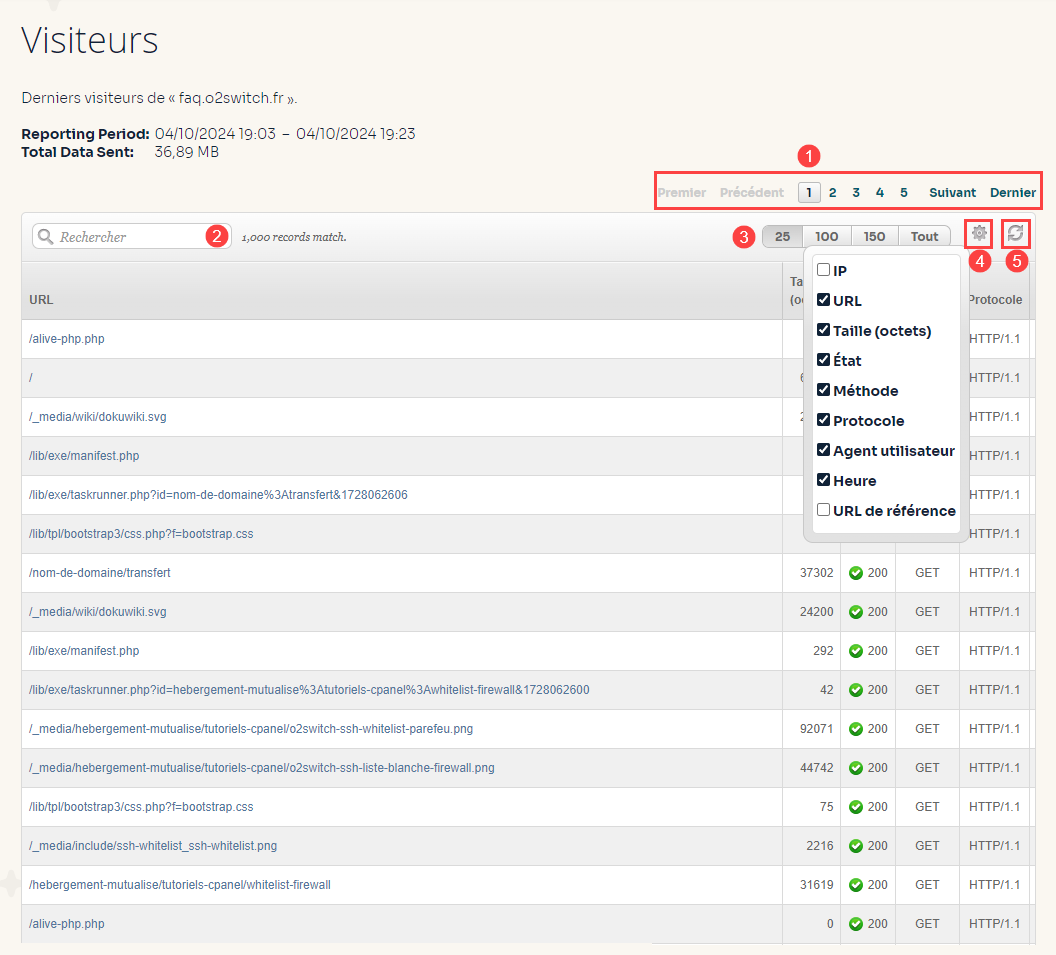 Visiteurs
Derniers visiteurs de « faq.o2switch.fr ».
Reporting Period: 04/10/2024 19:03 – 04/10/2024 19:23
Total Data Sent: 36,89 MB
1
Premier Précédent 1 2 3 4 5 Suivant Dernier
Rechercher 2 1,000 records match. 3 25 100 150 Tout
4 5
IP
URL
Taille (octets)
État
Méthode
Protocole
Agent utilisateur
Heure
URL de référence
URL Protocole
/alive-php.php HTTP/1.1
/ HTTP/1.1
/_media/wiki/dokuwiki.svg HTTP/1.1
/lib/exe/manifest.php HTTP/1.1
/lib/exe/taskrunner.php?id=nom-de-domaine%3Atransfert&1728062606 HTTP/1.1
/lib/tpl/bootstrap3/css.php?f=bootstrap.css HTTP/1.1
/nom-de-domaine/transfert 37302 200 GET HTTP/1.1
/_media/wiki/dokuwiki.svg 24200 200 GET HTTP/1.1
/lib/exe/manifest.php 292 200 GET HTTP/1.1
/lib/exe/taskrunner.php?id=hebergement-mutualise%3Atutoriels-cpanel%3Awhitelist-firewall&1728062600 42 200 GET HTTP/1.1
/_media/hebergement-mutualise/tutoriels-cpanel/o2switch-ssh-whitelist-parefeu.png 92071 200 GET HTTP/1.1
/_media/hebergement-mutualise/tutoriels-cpanel/o2switch-ssh-liste-blanche-firewall.png 44742 200 GET HTTP/1.1
/lib/tpl/bootstrap3/css.php?f=bootstrap.css 75 200 GET HTTP/1.1
/_media/include/ssh-whitelist_ssh-whitelist.png 2216 200 GET HTTP/1.1
/hebergement-mutualise/tutoriels-cpanel/whitelist-firewall 31619 200 GET HTTP/1.1
/alive-php.php 0 200 GET HTTP/1.1